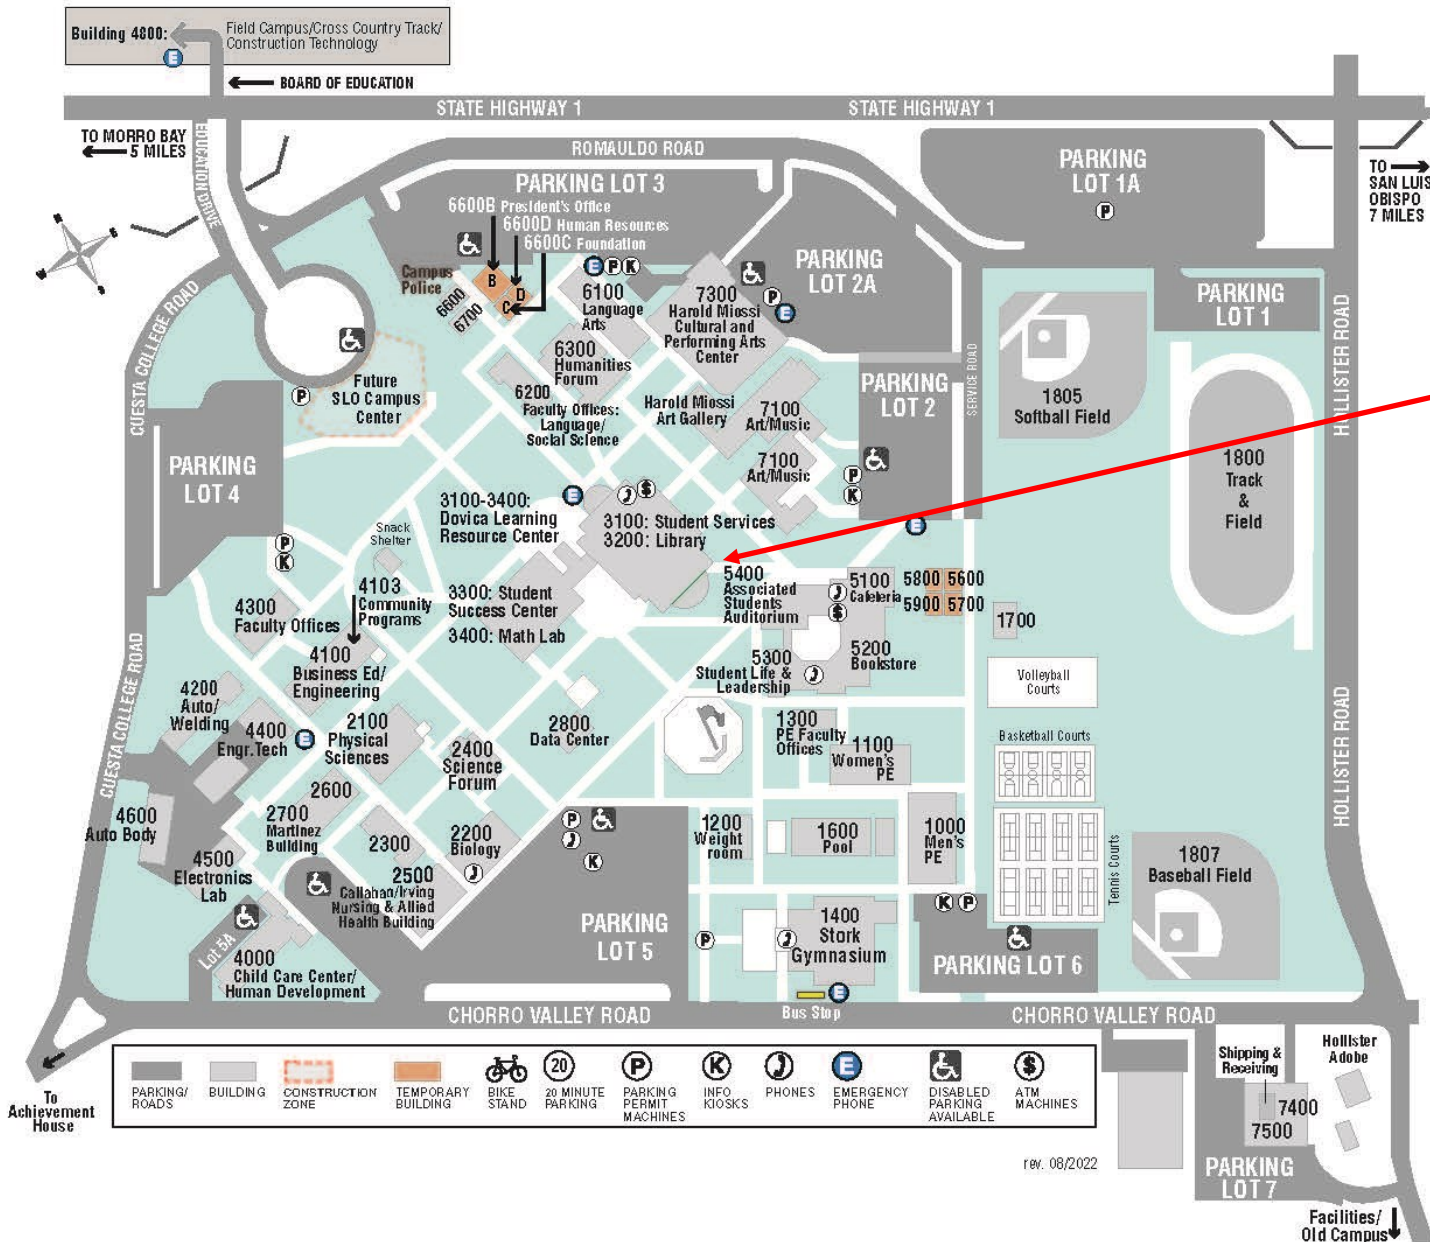 Building 4800:
Field Campus/Cross Country Track/
Construction Technology
E
BOARD OF EDUCATION
STATE HIGHWAY 1
STATE HIGHWAY 1
TO MORRO BAY
5 MILES
EDUCATION DRIVE
ROMAULDO ROAD
PARKING
LOT 1A
P
TO
SAN LUIS
OBISPO
7 MILES
PARKING LOT 3
6600B President's Office
6600D Human Resources
6600C Foundation
Campus
Police
6600
6700
B
D
C
E P K
6100
Language
Arts
7300
Harold Miossi
Cultural and
Performing Arts
Center
P
E
PARKING
LOT 2A
PARKING
LOT 1
HOLLISTER ROAD
CUESTA COLLEGE ROAD
6300
Humanities
Forum
6200
Faculty Offices:
Language/
Social Science
Harold Miossi
Art Gallery
7100
Art/Music
7100
Art/Music
PARKING
LOT 2
SERVICE ROAD
1805
Softball Field
P
Future
SLO Campus
Center
PARKING
LOT 4
P
K
1800
Track
&
Field
E
$
3100-3400:
Dovica Learning
Resource Center
3100: Student Services
3200: Library
E
Snack
Shelter
P
K
4103
Community
Programs
3300: Student
Success Center
3400: Math Lab
5400
Associated
Students
Auditorium
5100
Cafeteria
$
5800 5600
5900 5700
1700
4300
Faculty Offices
4100
Business Ed/
Engineering
5300
Student Life &
Leadership
5200
Bookstore
Volleyball
Courts
CUESTA COLLEGE ROAD
HOLLISTER ROAD
4200
Auto/
Welding
4400
Engr.Tech
E
2100
Physical
Sciences
2400
Science
Forum
2800
Data Center
1300
PE Faculty
Offices
1100
Women's
PE
Basketball Courts
2600
2700
Martinez
Building
4600
Auto Body
2300
2200
Biology
P
K
1200
Weight
room
1600
Pool
1000
Men's
PE
Tennis Courts
1807
Baseball Field
4500
Electronics
Lab
2500
Callahan/Irving
Nursing & Allied
Health Building
PARKING
LOT 5
P
1400
Stork
Gymnasium
K P
PARKING LOT 6
Lot 5A
4000
Child Care Center/
Human Development
E
Bus Stop
CHORRO VALLEY ROAD
CHORRO VALLEY ROAD
To
Achievement
House
PARKING/
ROADS
BUILDING
CONSTRUCTION
ZONE
TEMPORARY
BUILDING
BIKE
STAND
20
20 MINUTE
PARKING
P
PARKING
PERMIT
MACHINES
K
INFO
KIOSKS
PHONES
E
EMERGENCY
PHONE
DISABLED
PARKING
AVAILABLE
$
ATM
MACHINES
rev. 08/2022
Shipping &
Receiving
Hollister
Adobe
7400
7500
PARKING
LOT 7
Facilities/
Old Campus